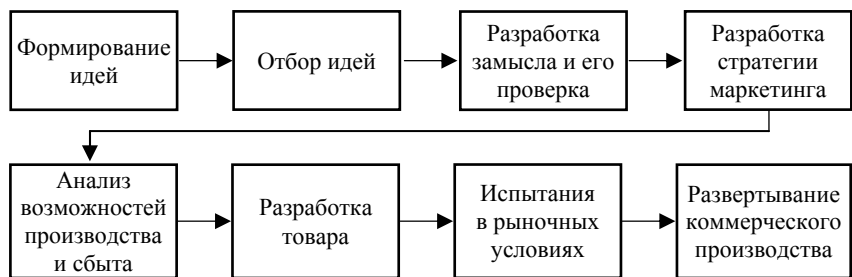 Формирование
идей
Отбор идей
Разработка
замысла и его
проверка
Разработка
стратегии
маркетинга
Анализ
возможностей
производства
и сбыта
Разработка
товара
Испытания
в рыночных
условиях
Развертывание
коммерческого
производства